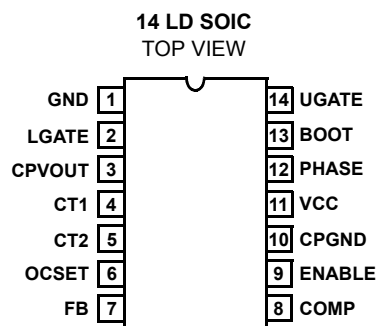 14 LD SOIC
TOP VIEW
GND 1
14 UGATE
LGATE 2
13 BOOT
CPVOUT 3
12 PHASE
CT1 4
11 VCC
CT2 5
10 CPGND
OCSET 6
9 ENABLE
FB 7
8 COMP